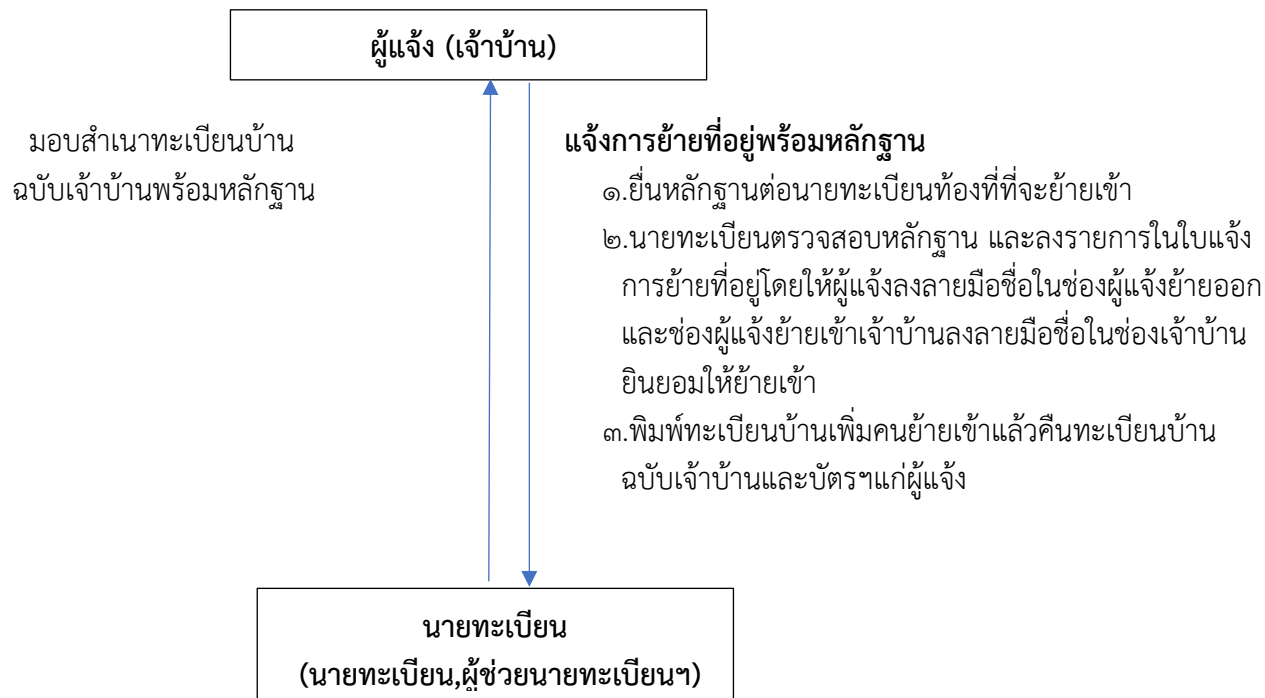 ผู้แจ้ง (เจ้าบ้าน)
มอบสำเนาทะเบียนบ้าน
ฉบับเจ้าบ้านพร้อมหลักฐาน
แจ้งการย้ายที่อยู่พร้อมหลักฐาน
๑.ยื่นหลักฐานต่อนายทะเบียนท้องที่ที่จะย้ายเข้า
๒.นายทะเบียนตรวจสอบหลักฐาน และลงรายการในใบแจ้ง
การย้ายที่อยู่โดยให้ผู้แจ้งลงลายมือชื่อในช่องผู้แจ้งย้ายออก
และช่องผู้แจ้งย้ายเข้าเจ้าบ้านลงลายมือชื่อในช่องเจ้าบ้าน
ยินยอมให้ย้ายเข้า
๓.พิมพ์ทะเบียนบ้านเพิ่มคนย้ายเข้าแล้วคืนทะเบียนบ้าน
ฉบับเจ้าบ้านและบัตรฯแก่ผู้แจ้ง
นายทะเบียน
(นายทะเบียน,ผู้ช่วยนายทะเบียนฯ)